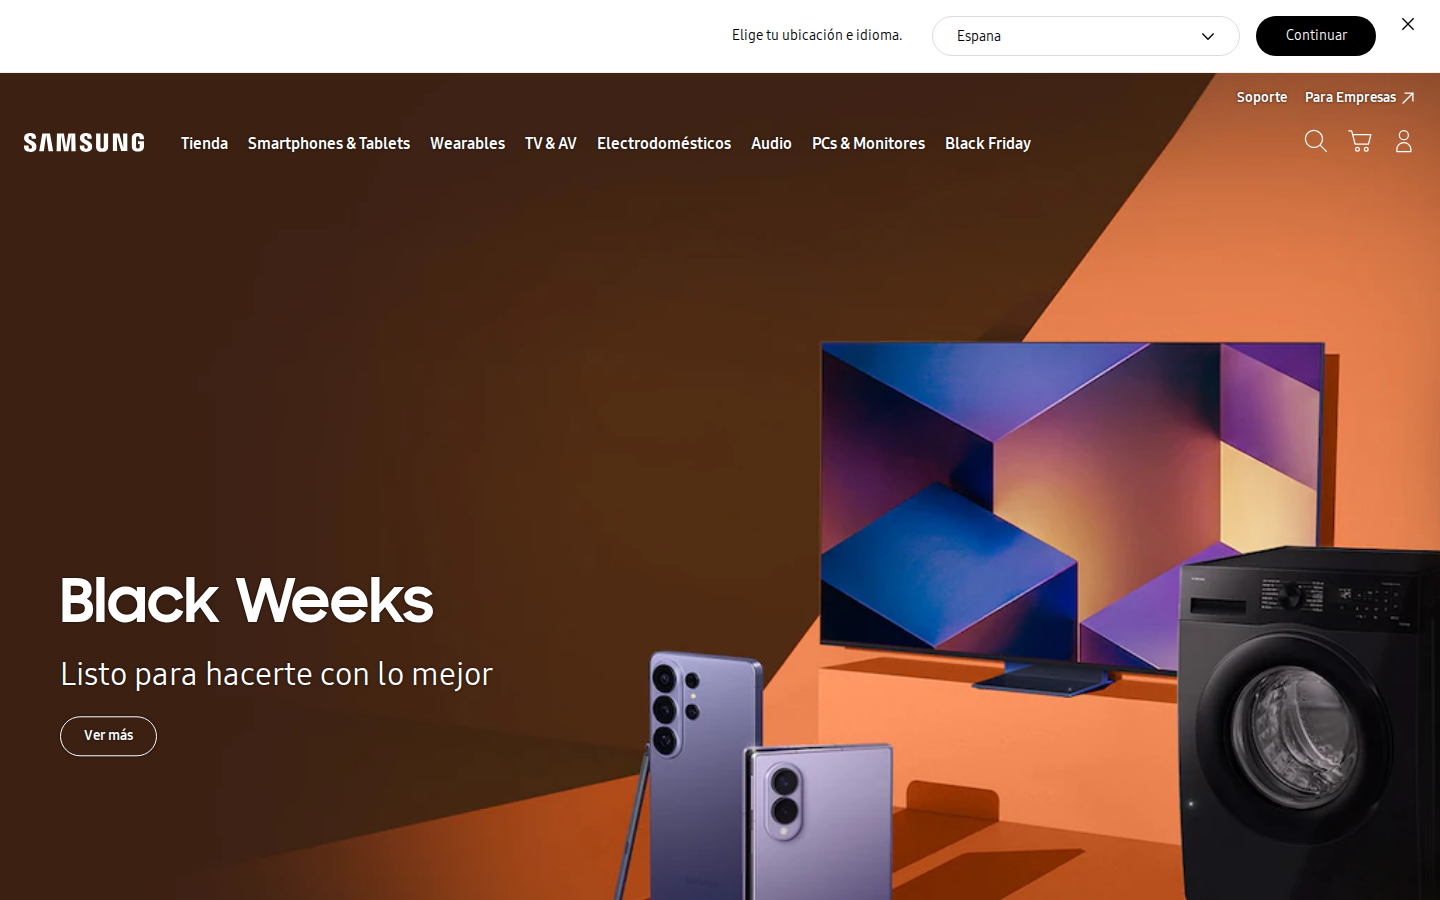 Elige tu ubicación e idioma.
Espana
Continuar
Soporte
Para Empresas
SAMSUNG
Tienda
Smartphones & Tablets
Wearables
TV & AV
Electrodomésticos
Audio
PCs & Monitores
Black Friday
Black Weeks
Listo para hacerte con lo mejor
Ver más